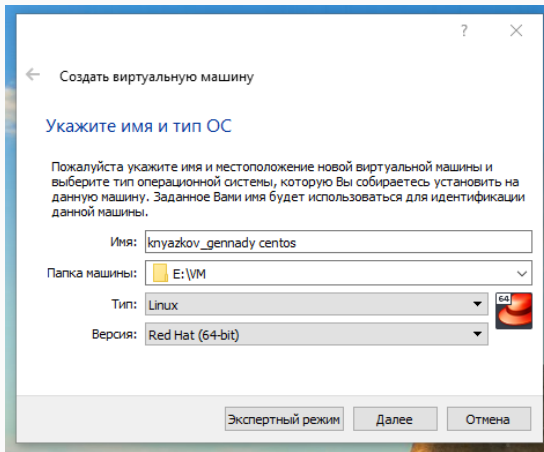 ?
Создать виртуальную машину
Укажите имя и тип ОС
Пожалуйста укажите имя и местоположение новой виртуальной машины и
выберите тип операционной системы, которую Вы собираетесь установить на
данную машину. Заданное Вами имя будет использоваться для идентификации
данной машины.
Имя: knyazkov_gennady centos
Папка машины: E:\VM
Тип: Linux
64
Версия: Red Hat (64-bit)
Экспертный режим Далее Отмена